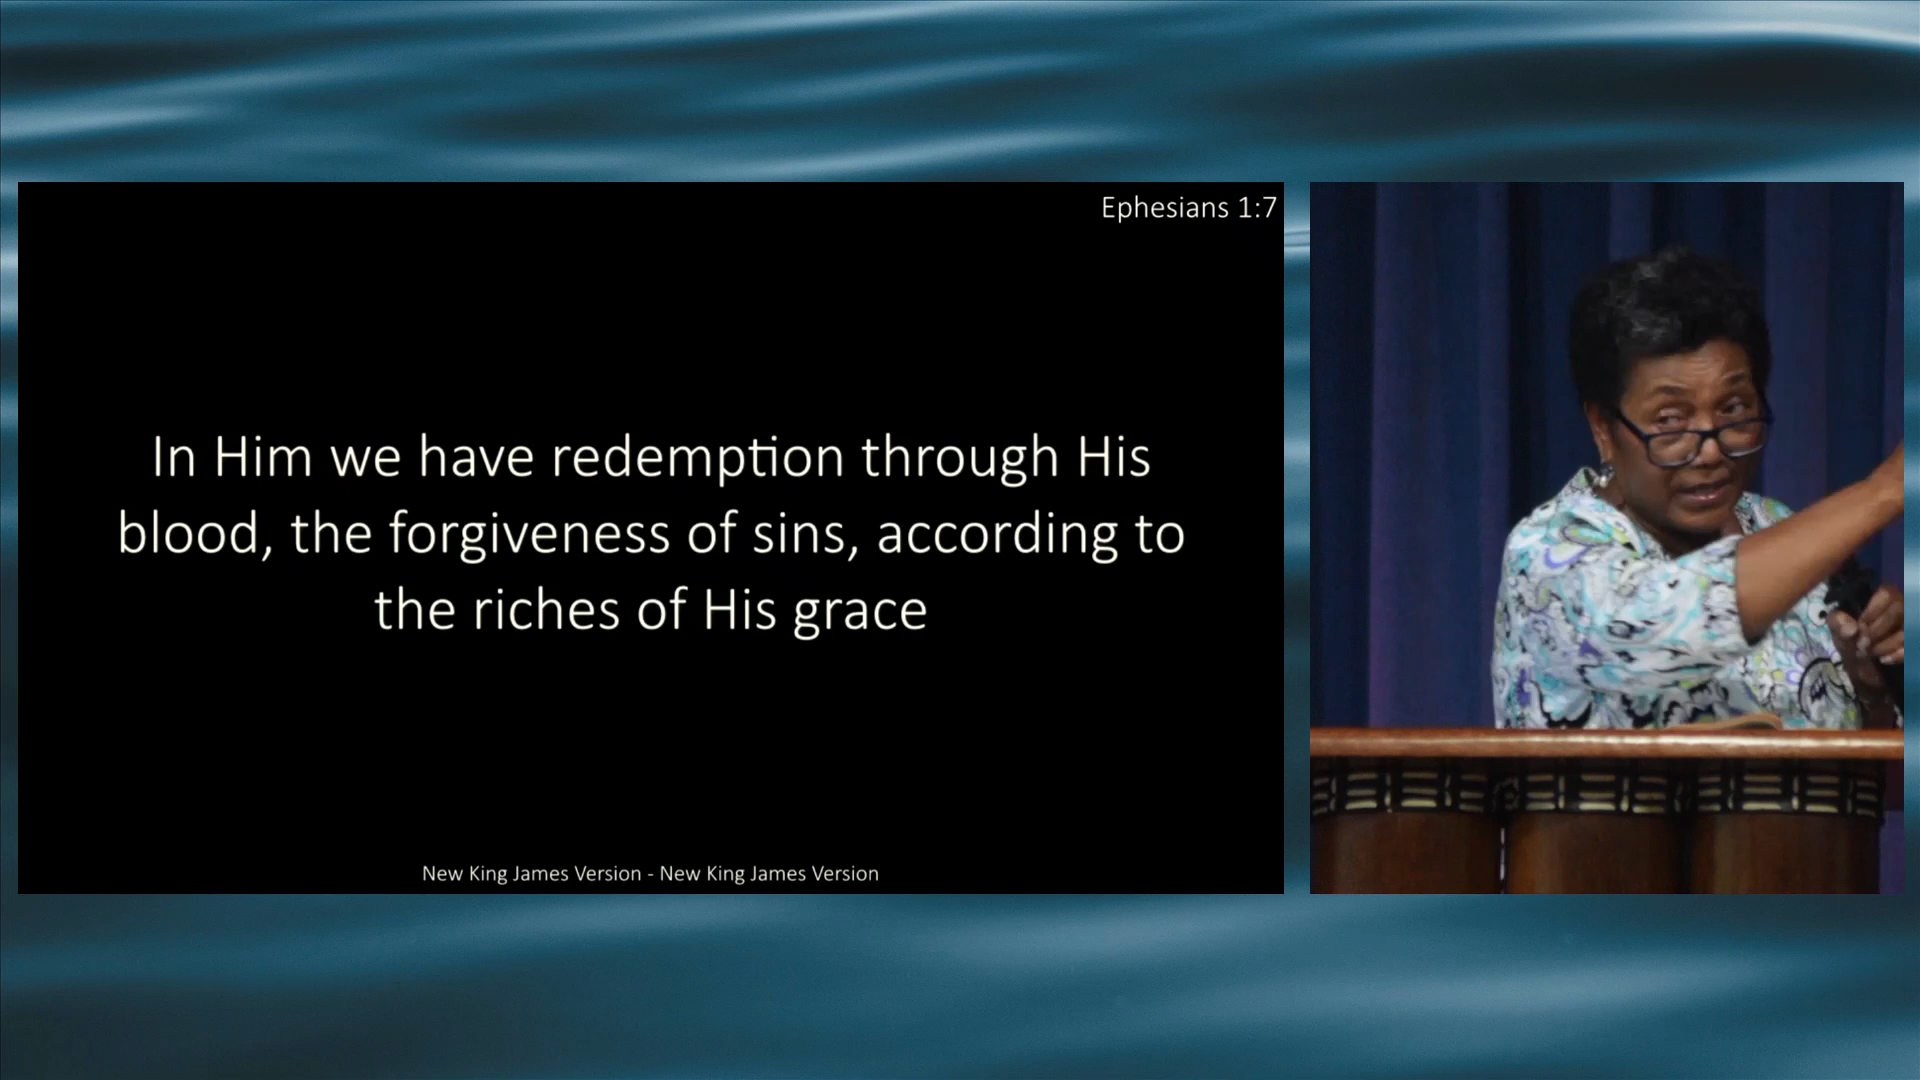 Ephesians 1:7
In Him we have redemption through His
blood, the forgiveness of sins, according to
the riches of His grace
New King James Version - New King James Version